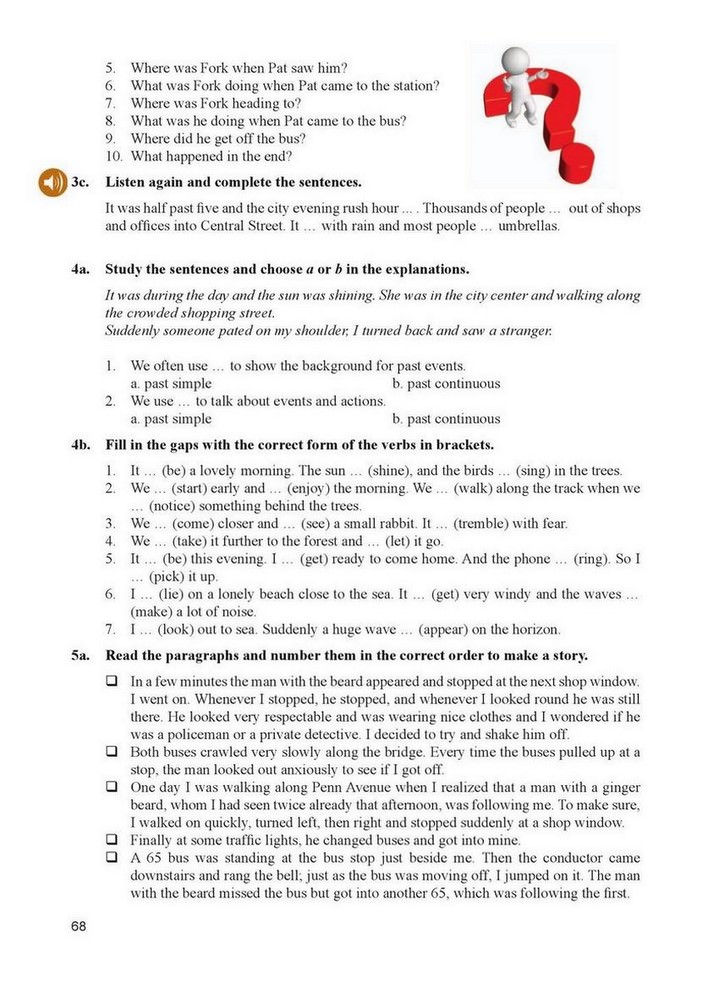 5. Where was Fork when Pat saw him?
6. What was Fork doing when Pat came to the station?
7. Where was Fork heading to?
8. What was he doing when Pat came to the bus?
9. Where did he get off the bus?
10. What happened in the end?
3c. Listen again and complete the sentences.
It was half past five and the city evening rush hour ... . Thousands of people ... out of shops
and offices into Central Street. It ... with rain and most people ... umbrellas.
4a. Study the sentences and choose a or b in the explanations.
It was during the day and the sun was shining. She was in the city center and walking along
the crowded shopping street.
Suddenly someone pated on my shoulder, I turned back and saw a stranger.
1. We often use ... to show the background for past events.
a. past simple b. past continuous
2. We use ... to talk about events and actions.
a. past simple b. past continuous
4b. Fill in the gaps with the correct form of the verbs in brackets.
1. It ... (be) a lovely morning. The sun ... (shine), and the birds ... (sing) in the trees.
2. We ... (start) early and ... (enjoy) the morning. We ... (walk) along the track when we
... (notice) something behind the trees.
3. We ... (come) closer and ... (see) a small rabbit. It ... (tremble) with fear.
4. We ... (take) it further to the forest and ... (let) it go.
5. It ... (be) this evening. I ... (get) ready to come home. And the phone ... (ring). So I
... (pick) it up.
6. I ... (lie) on a lonely beach close to the sea. It ... (get) very windy and the waves ...
(make) a lot of noise.
7. I ... (look) out to sea. Suddenly a huge wave ... (appear) on the horizon.
5a. Read the paragraphs and number them in the correct order to make a story.
❑ In a few minutes the man with the beard appeared and stopped at the next shop window.
I went on. Whenever I stopped, he stopped, and whenever I looked round he was still
there. He looked very respectable and was wearing nice clothes and I wondered if he
was a policeman or a private detective. I decided to try and shake him off.
❑ Both buses crawled very slowly along the bridge. Every time the buses pulled up at a
stop, the man looked out anxiously to see if I got off.
❑ One day I was walking along Penn Avenue when I realized that a man with a ginger
beard, whom I had seen twice already that afternoon, was following me. To make sure,
I walked on quickly, turned left, then right and stopped suddenly at a shop window.
❑ Finally at some traffic lights, he changed buses and got into mine.
❑ A 65 bus was standing at the bus stop just beside me. Then the conductor came
downstairs and rang the bell; just as the bus was moving off, I jumped on it. The man
with the beard missed the bus but got into another 65, which was following the first.
68